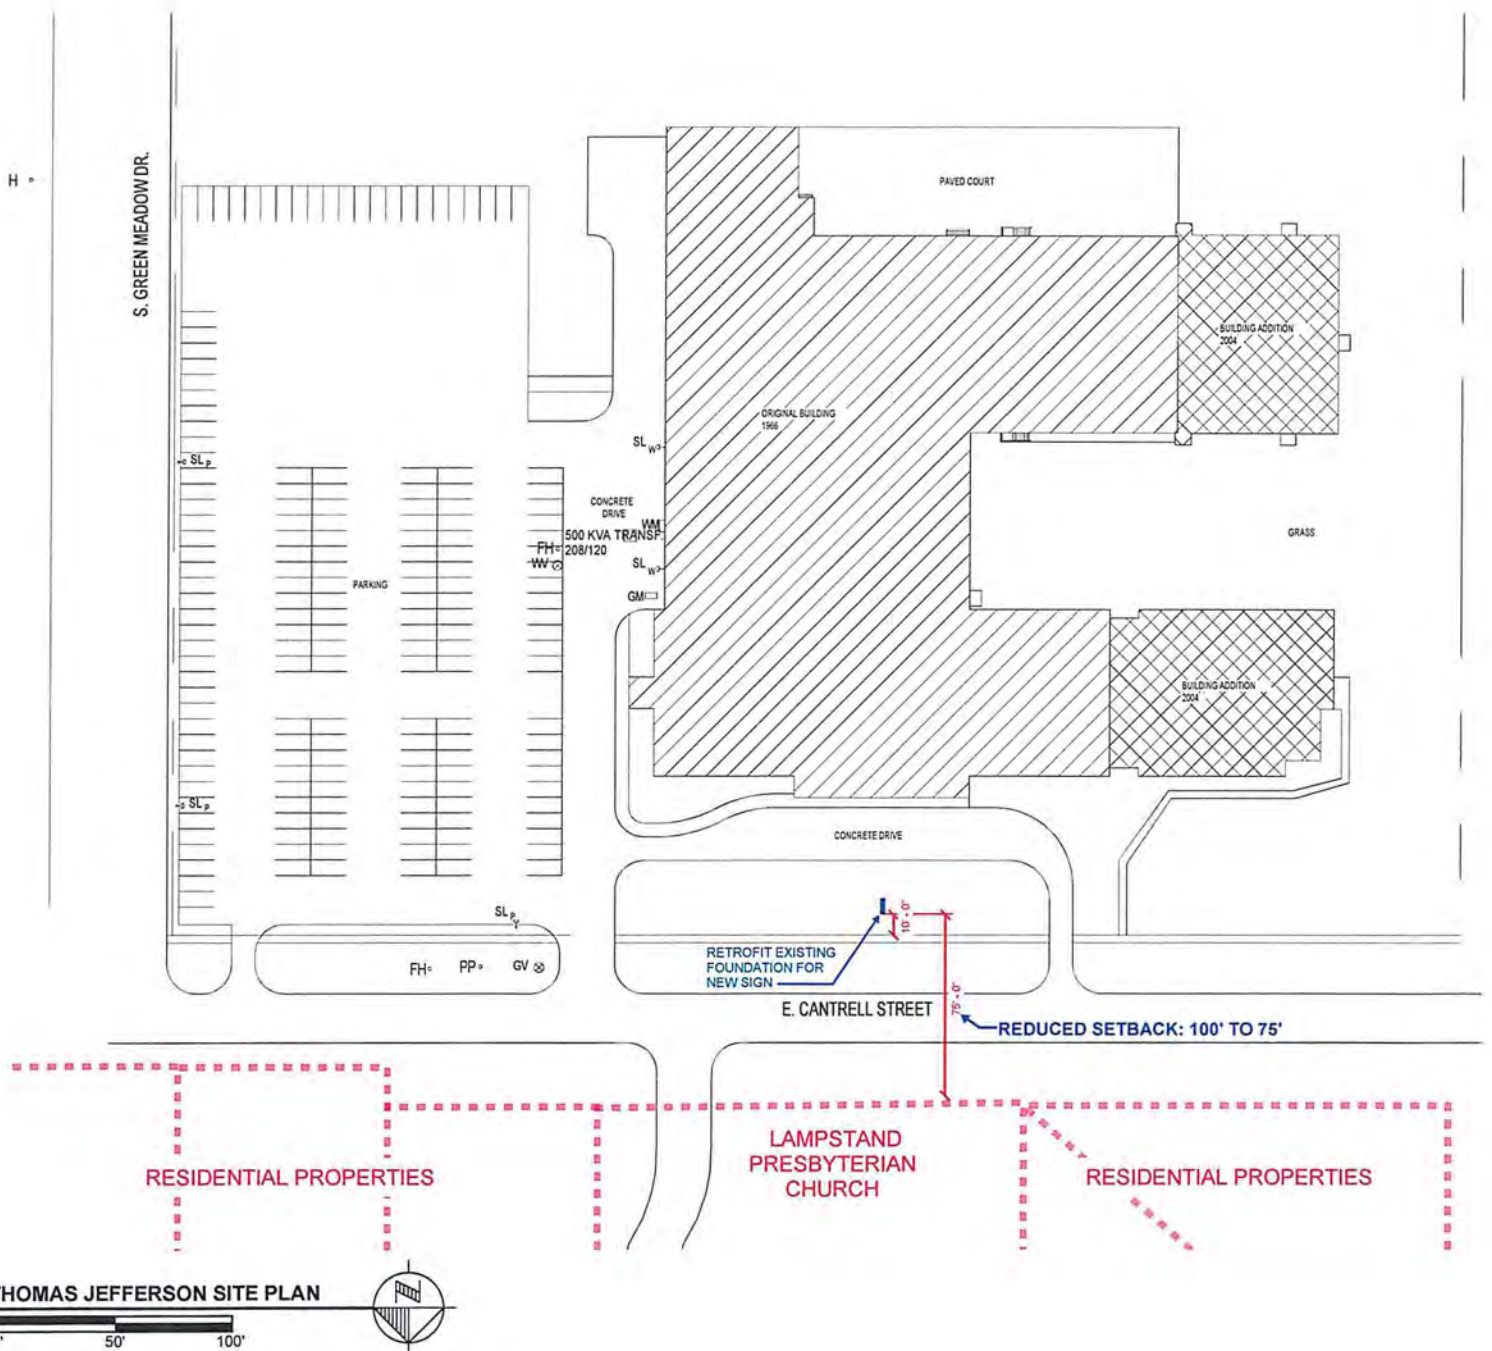 H
S. GREEN MEADOW DR.
PAVED COURT
BUILDING ADDITION
2004
ORIGINAL BUILDING
1966
SL W
SL P
CONCRETE
DRIVE
WM
500 KVA TRANSF.
208/120
FH
WV
SL W
GM
GRASS
PARKING
BUILDING ADDITION
2004
SL P
CONCRETE DRIVE
SL P
10'-0"
RETROFIT EXISTING
FOUNDATION FOR
NEW SIGN
FH
PP
GV
75'-0"
E. CANTRELL STREET
REDUCED SETBACK: 100' TO 75'
LAMPSTAND
PRESBYTERIAN
CHURCH
RESIDENTIAL PROPERTIES
RESIDENTIAL PROPERTIES
THOMAS JEFFERSON SITE PLAN
N
50'
100'